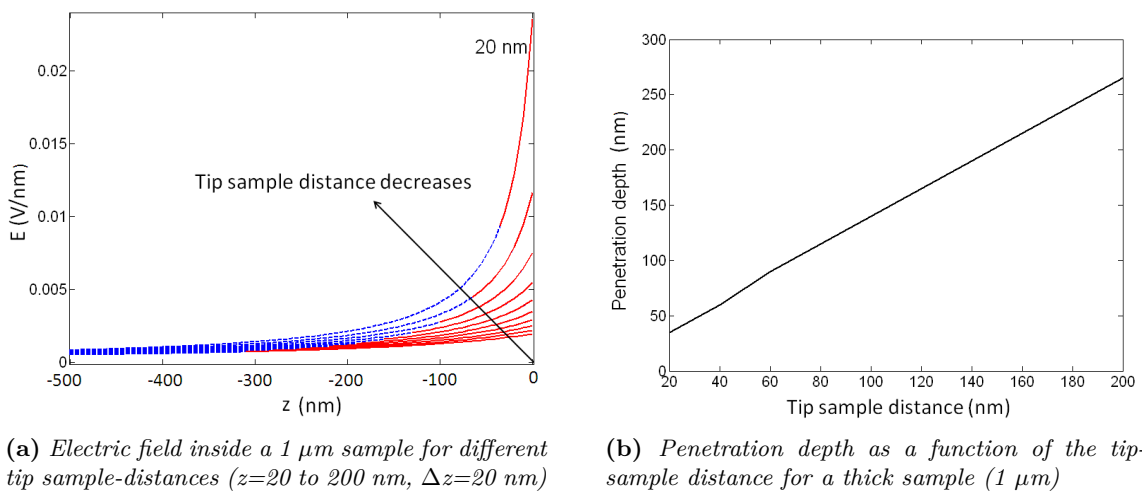 0.02
0.015
0.01
0.005
0
E (V/nm)
20 nm
Tip sample distance decreases
-500
-400
-300
-200
-100
0
z (nm)
300
250
200
150
100
50
0
Penetration depth (nm)
20
40
60
80
100
120
140
160
180
200
Tip sample distance (nm)
(a) Electric field inside a 1 μm sample for different
tip sample-distances (z=20 to 200 nm, Δz=20 nm)
(b) Penetration depth as a function of the tip-
sample distance for a thick sample (1 μm)